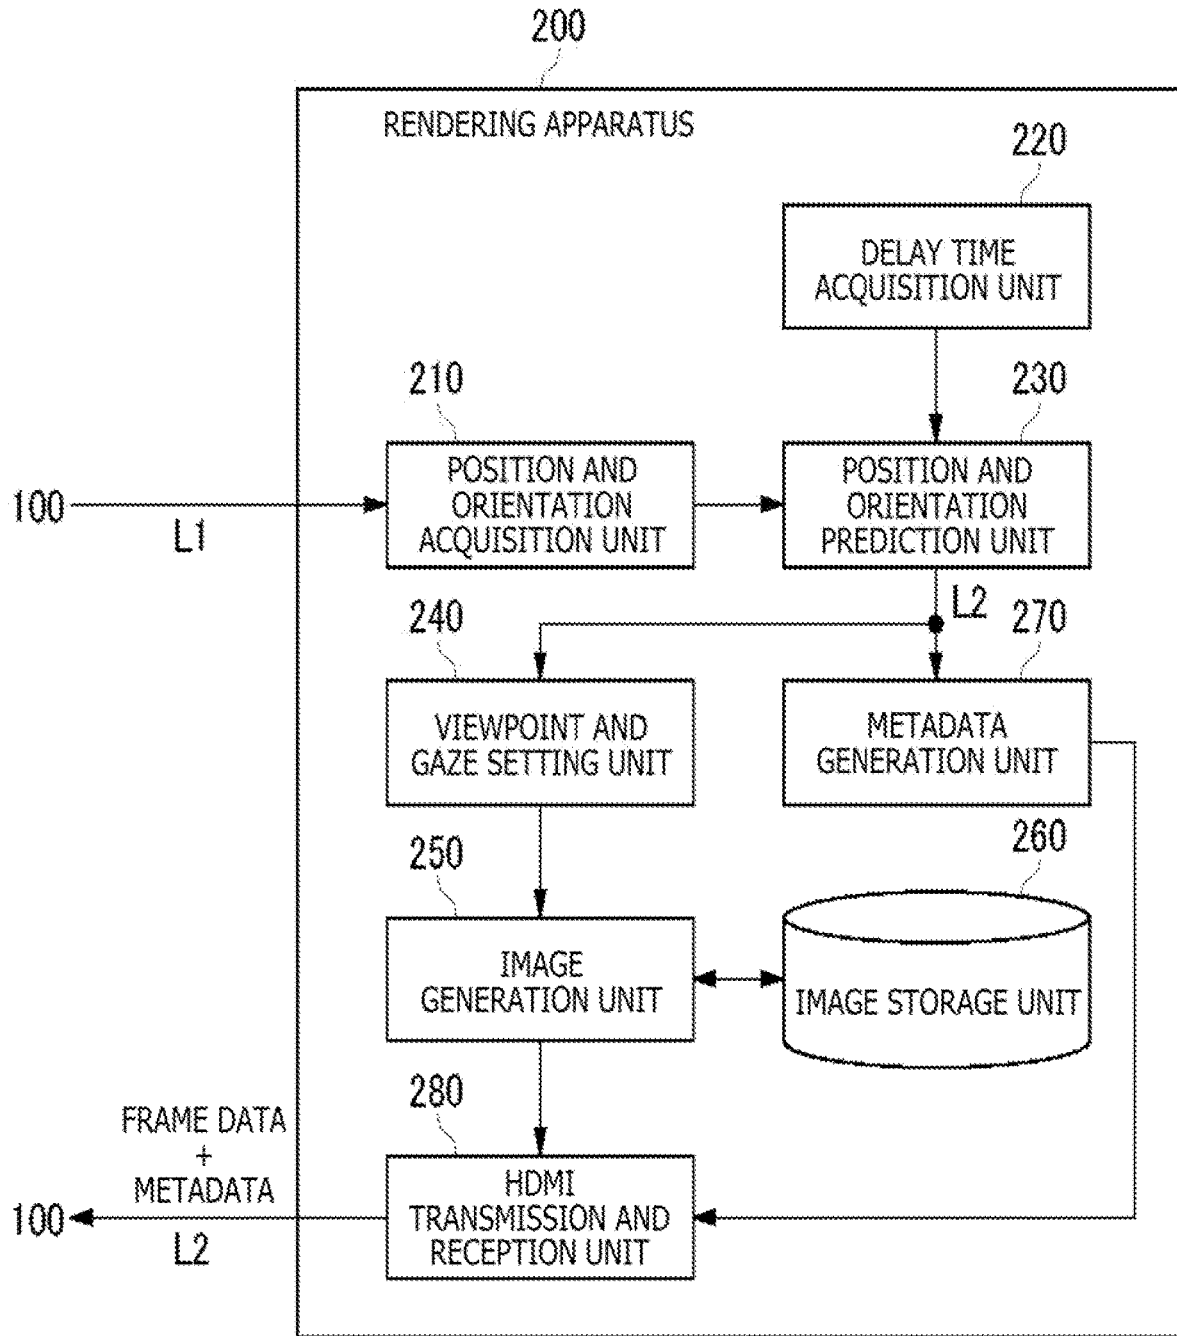 200
RENDERING APPARATUS
220
DELAY TIME
ACQUISITION UNIT
210
230
POSITION AND
ORIENTATION
ACQUISITION UNIT
POSITION AND
ORIENTATION
PREDICTION UNIT
100
L1
L2
240
270
VIEWPOINT AND
GAZE SETTING UNIT
METADATA
GENERATION UNIT
250
260
IMAGE
GENERATION UNIT
IMAGE STORAGE UNIT
280
FRAME DATA
+
METADATA
100
L2
HDMI
TRANSMISSION AND
RECEPTION UNIT